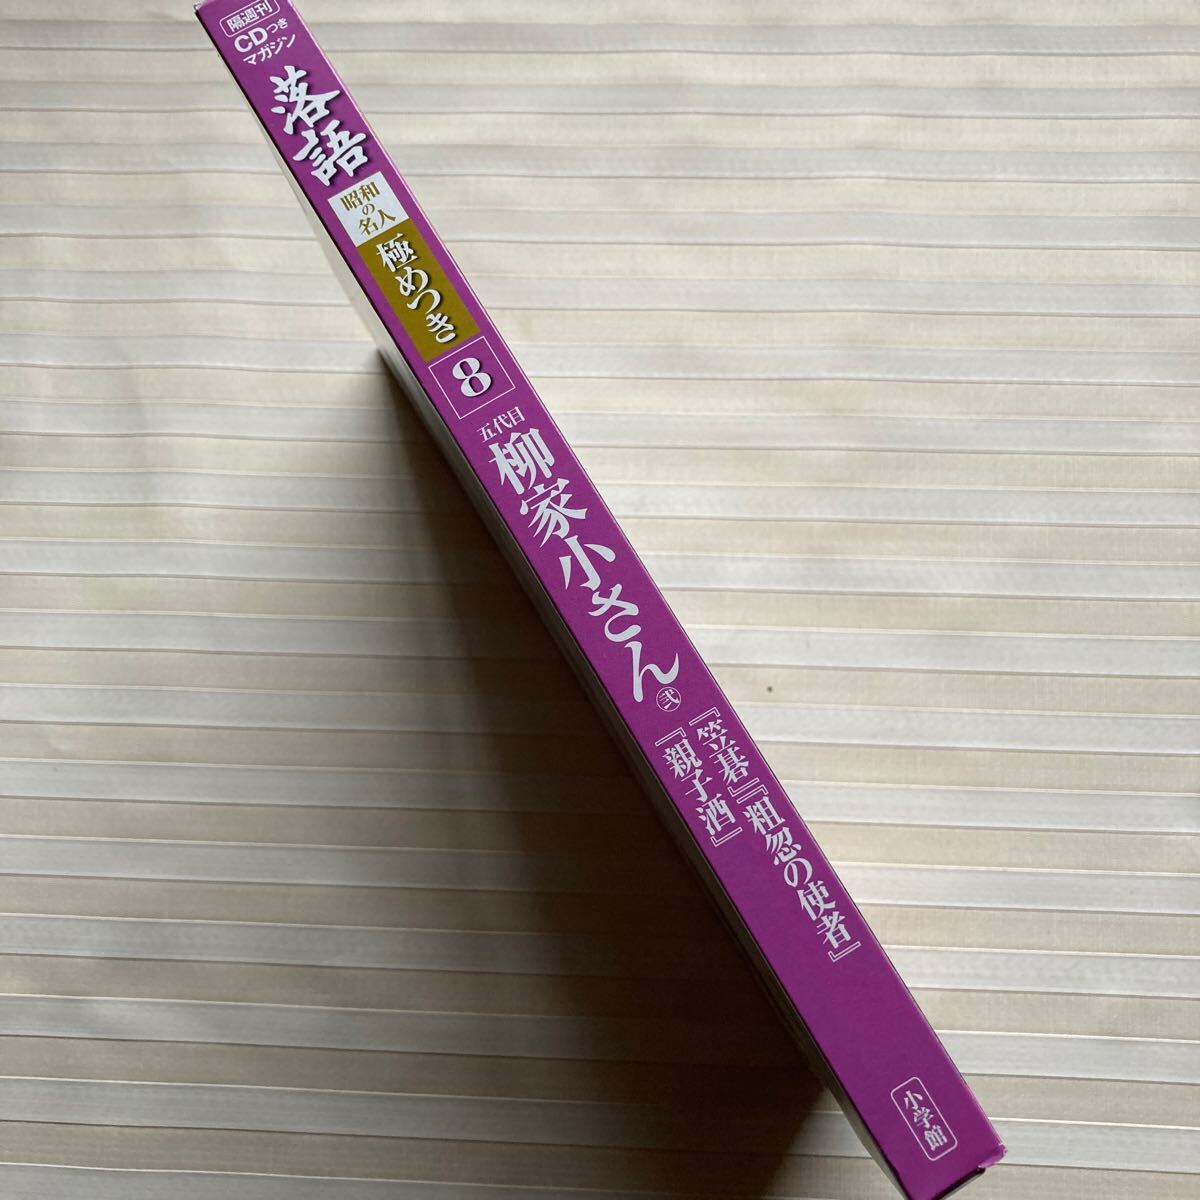 隔週刊
CDつき
マガジン
落語
昭和
の
名人
極めつき
8
五代目
柳家小さん
弐
『笠碁』『粗忽の使者』
『親子酒』
小学館